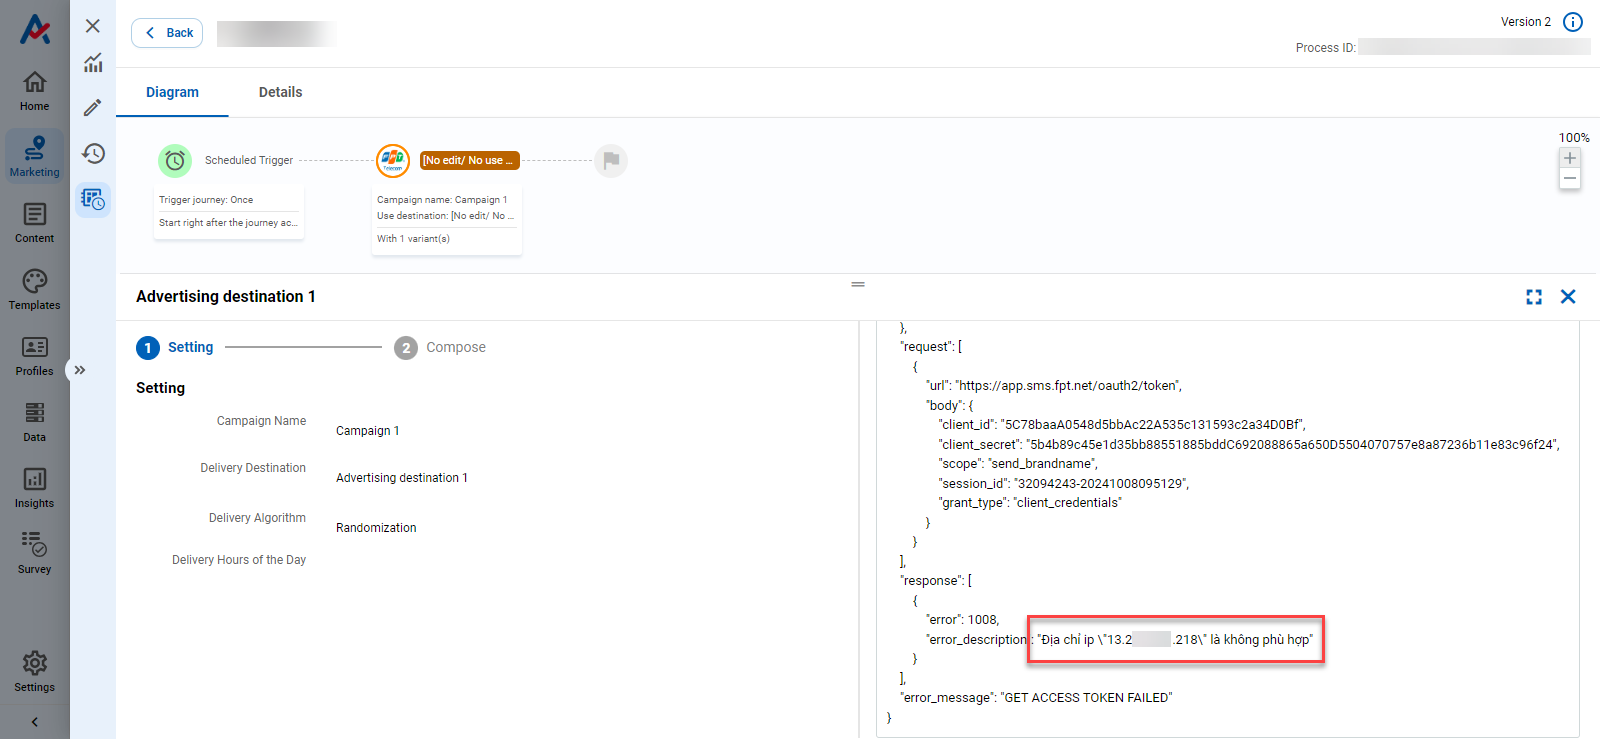 Back
Version 2
Process ID:
Home
Marketing
Content
Templates
Profiles
Data
Insights
Survey
Settings
Diagram
Details
100%
Scheduled Trigger
FPT
Telecom
[No edit/ No use ...
Trigger journey: Once
Start right after the journey ac...
Campaign name: Campaign 1
Use destination: [No edit/ No ...
With 1 variant(s)
Advertising destination 1
1 Setting
2 Compose
Setting
Campaign Name
Campaign 1
Delivery Destination
Advertising destination 1
Delivery Algorithm
Randomization
Delivery Hours of the Day
},
"request": [
{
"url": "https://app.sms.fpt.net/oauth2/token",
"body": {
"client_id": "5C78baaA0548d5bbAc22A535c131593c2a34D0Bf",
"client_secret": "5b4b89c45e1d35bb88551885bddC692088865a650D5504070757e8a87236b11e83c96f24",
"scope": "send_brandname",
"session_id": "32094243-20241008095129",
"grant_type": "client_credentials"
}
}
],
"response": [
{
"error": 1008,
"error_description": "Địa chỉ ip \"13.2 .218\" là không phù hợp"
}
],
"error_message": "GET ACCESS TOKEN FAILED"
}